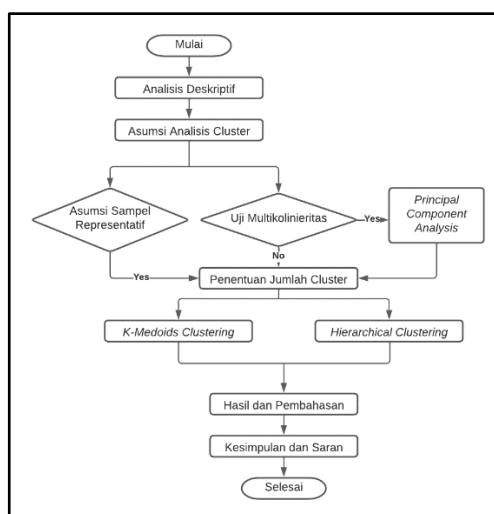 Mulai
Analisis Deskriptif
Asumsi Analisis Cluster
Asumsi Sampel
Representatif
Uji Multikolinieritas
Yes
Principal
Component
Analysis
No
Yes
Penentuan Jumlah Cluster
K-Medoids Clustering
Hierarchical Clustering
Hasil dan Pembahasan
Kesimpulan dan Saran
Selesai